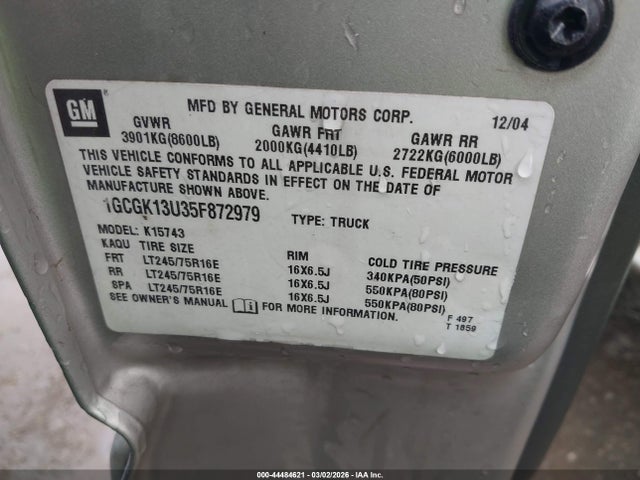 GM
MFD BY GENERAL MOTORS CORP. 12/04
GVWR GAWR FRT GAWR RR
3901KG(8600LB) 2000KG(4410LB) 2722KG(6000LB)
THIS VEHICLE CONFORMS TO ALL APPLICABLE U.S. FEDERAL MOTOR
VEHICLE SAFETY STANDARDS IN EFFECT ON THE DATE OF
MANUFACTURE SHOWN ABOVE.
1GCGK13U35F872979 TYPE: TRUCK
MODEL: K15743
KAQU TIRE SIZE RIM COLD TIRE PRESSURE
FRT LT245/75R16E 16X6.5J 340KPA(50PSI)
RR LT245/75R16E 16X6.5J 550KPA(80PSI)
SPA LT245/75R16E 16X6.5J 550KPA(80PSI)
SEE OWNER'S MANUAL FOR MORE INFORMATION.
F 497
T 1859
000-44484621 | 03/02/2026 | IAA Inc.